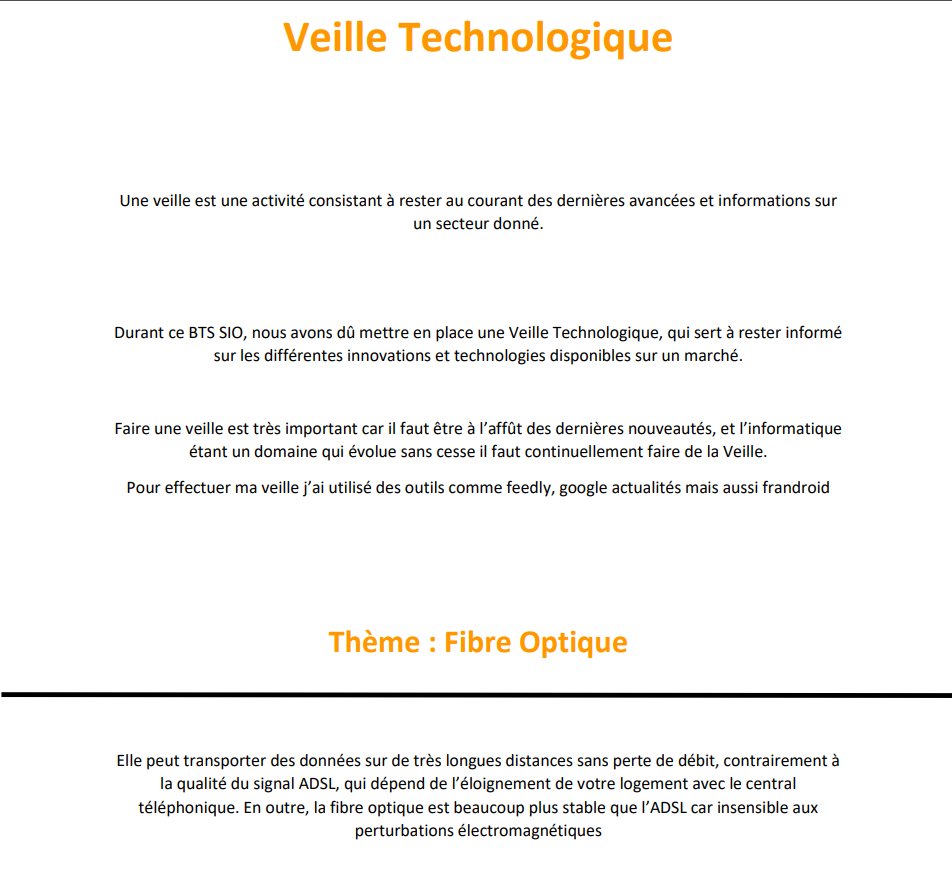 Veille Technologique
Une veille est une activité consistant à rester au courant des dernières avancées et informations sur
un secteur donné.
Durant ce BTS SIO, nous avons dû mettre en place une Veille Technologique, qui sert à rester informé
sur les différentes innovations et technologies disponibles sur un marché.
Faire une veille est très important car il faut être à l’affût des dernières nouveautés, et l’informatique
étant un domaine qui évolue sans cesse il faut continuellement faire de la Veille.
Pour effectuer ma veille j’ai utilisé des outils comme feedly, google actualités mais aussi frandroid
Thème : Fibre Optique
Elle peut transporter des données sur de très longues distances sans perte de débit, contrairement à
la qualité du signal ADSL, qui dépend de l’éloignement de votre logement avec le central
téléphonique. En outre, la fibre optique est beaucoup plus stable que l’ADSL car insensible aux
perturbations électromagnétiques